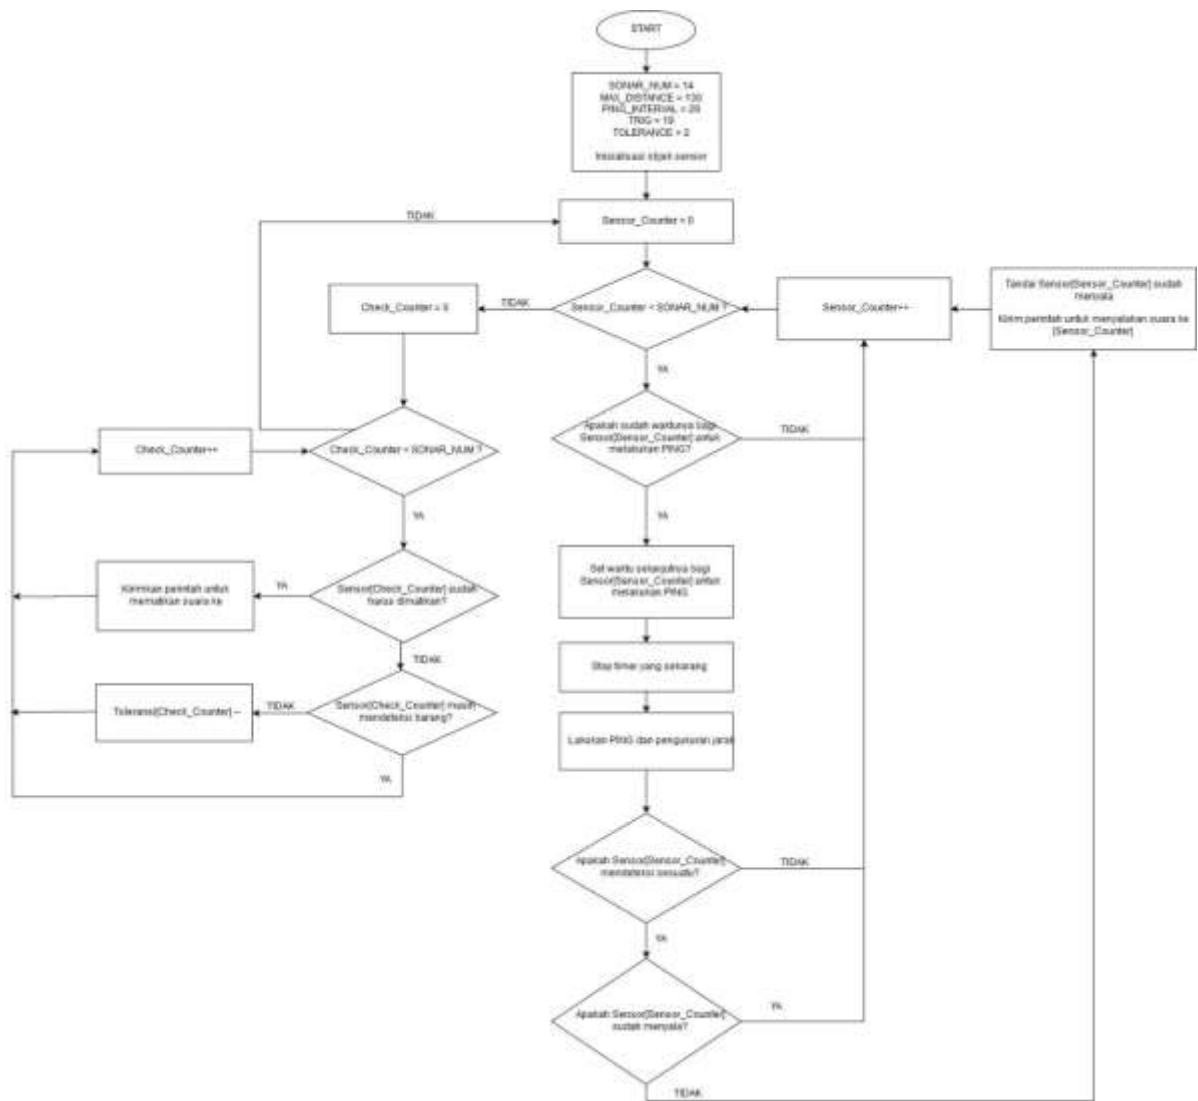 START
SONAR_NUM = 14
MAX_DISTANCE = 130
PING_INTERVAL = 29
TRIG = 19
TOLERANCE = 2
Inisialisasi objek sensor
TIDAK
Sensor_Counter = 0
Check_Counter = 0
TIDAK
Sensor_Counter < SONAR_NUM ?
Sensor_Counter++
Tandai Sensor[Sensor_Counter] sudah
menyala
Kirim perintah untuk menyalakan suara ke
[Sensor_Counter]
YA
Check_Counter++
Check_Counter < SONAR_NUM ?
Apakah sudah waktunya bagi
Sensor[Sensor_Counter] untuk
melakukan PING?
TIDAK
YA
YA
Kirimkan perintah untuk
mematikan suara ke
YA
Sensor[Check_Counter] sudah
harus dimatikan?
Set waktu selanjutnya bagi
Sensor[Sensor_Counter] untuk
melakukan PING
TIDAK
Stop timer yang sekarang
Toleransi[Check_Counter] --
TIDAK
Sensor[Check_Counter] masih
mendeteksi barang?
Lakukan PING dan pengukuran jarak
YA
Apakah Sensor[Sensor_Counter]
mendeteksi sesuatu?
TIDAK
YA
Apakah Sensor[Sensor_Counter]
sudah menyala?
YA
TIDAK